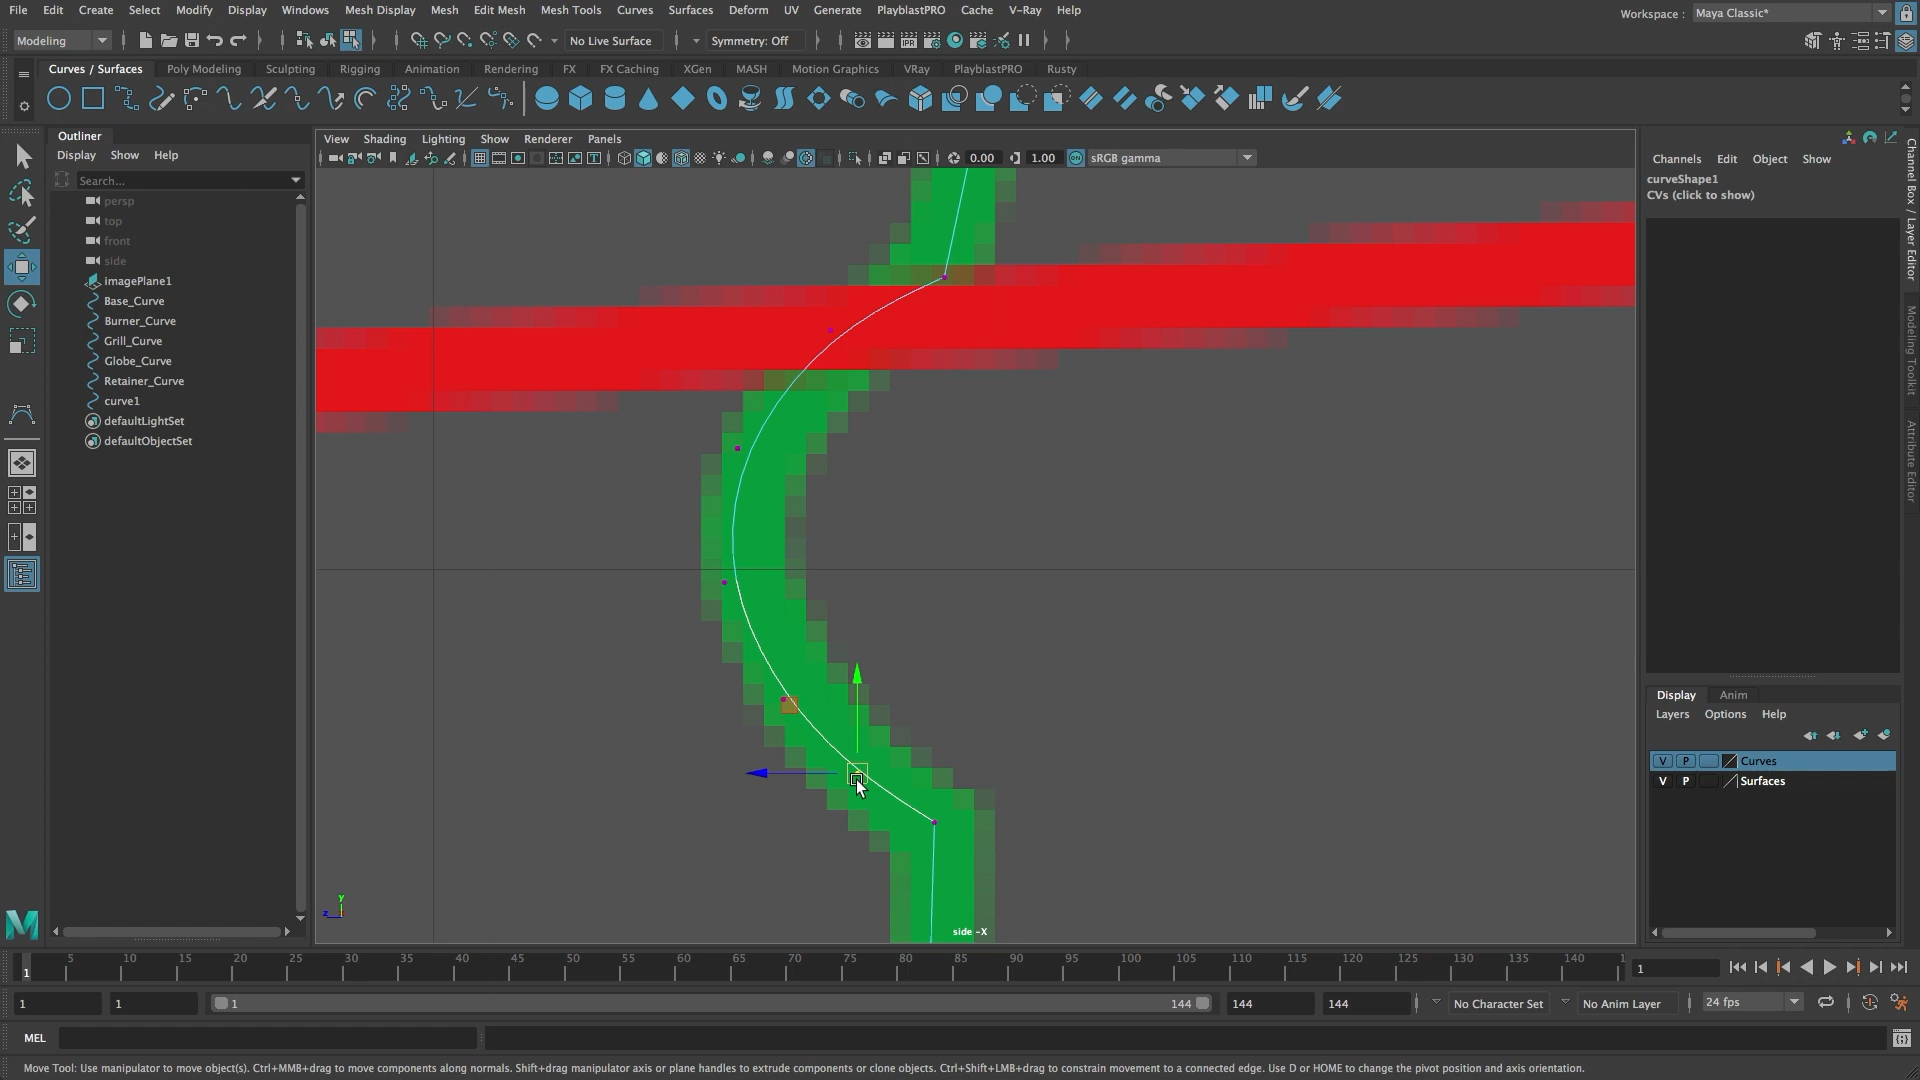 File Edit Create Select Modify Display Windows Mesh Display Mesh Edit Mesh Mesh Tools Curves Surfaces Deform UV Generate PlayblastPRO Cache V-Ray Help
Workspace : Maya Classic*
Modeling No Live Surface Symmetry: Off
Curves / Surfaces Poly Modeling Sculpting Rigging Animation Rendering FX FX Caching XGen MASH Motion Graphics VRay PlayblastPRO Rusty
Outliner
Display Show Help
Search...
persp
top
front
side
imagePlane1
Base_Curve
Burner_Curve
Grill_Curve
Globe_Curve
Retainer_Curve
curve1
defaultLightSet
defaultObjectSet
View Shading Lighting Show Renderer Panels
0.00 1.00 sRGB gamma
side -X
Channels Edit Object Show
curveShape1
CVs (click to show)
Channel Box / Layer Editor
Modeling Toolkit
Attribute Editor
Display Anim
Layers Options Help
V P Curves
V P Surfaces
1 5 10 15 20 25 30 35 40 45 50 55 60 65 70 75 80 85 90 95 100 105 110 115 120 125 130 135 140 1
1
1 1 1 144 144 144 No Character Set No Anim Layer 24 fps
MEL
Move Tool: Use manipulator to move object(s). Ctrl+MMB+drag to move components along normals. Shift+drag manipulator axis or plane handles to extrude components or clone objects. Ctrl+Shift+LMB+drag to constrain movement to a connected edge. Use D or HOME to change the pivot position and axis orientation.